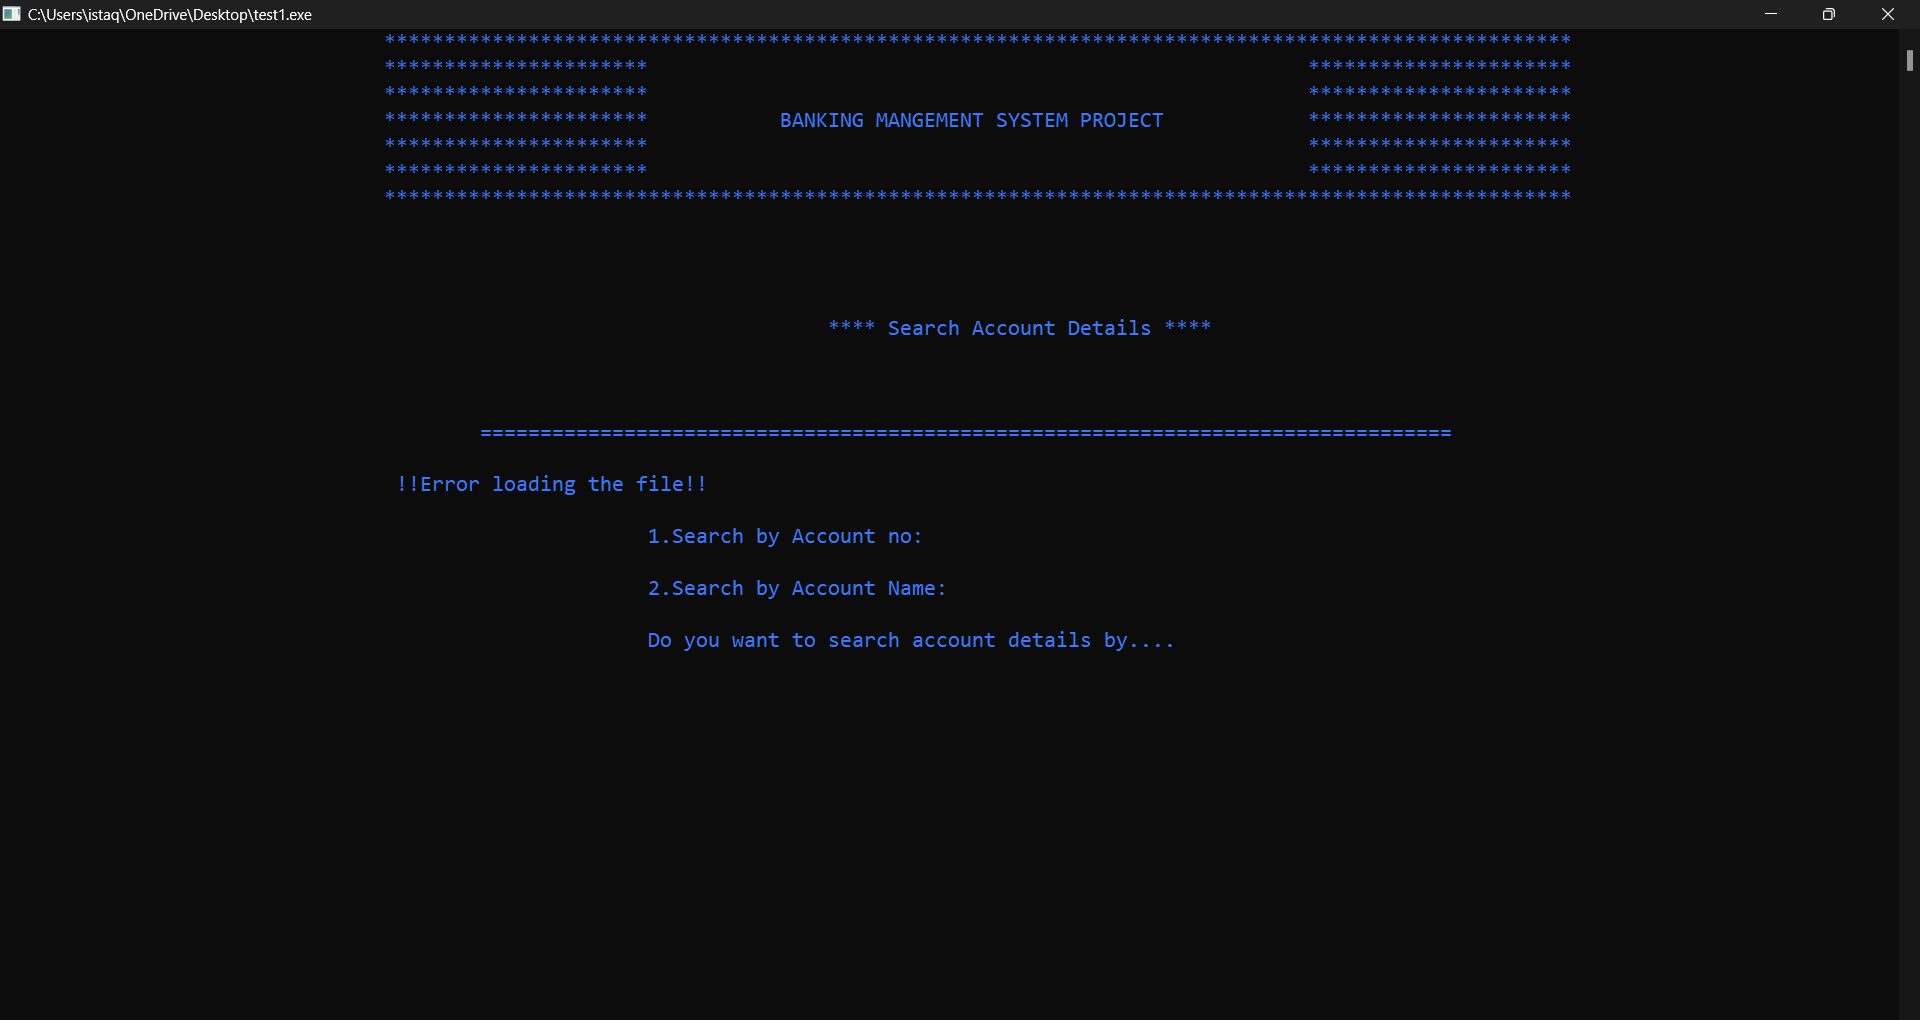 C:\Users\istaq\OneDrive\Desktop\test1.exe
***************************************************************************************************
**********************                                                       **********************
**********************                                                       **********************
**********************           BANKING MANGEMENT SYSTEM PROJECT            **********************
**********************                                                       **********************
**********************                                                       **********************
***************************************************************************************************
**** Search Account Details ****
=================================================================================
!!Error loading the file!!
1.Search by Account no:
2.Search by Account Name:
Do you want to search account details by....